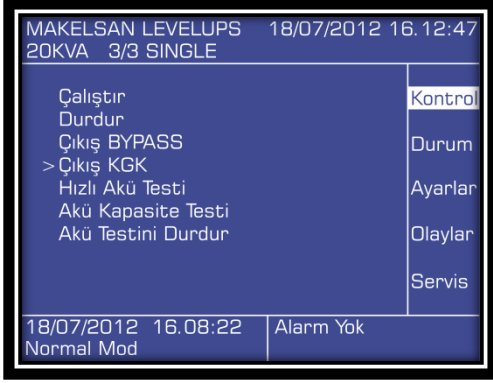 MAKELSAN LEVELUPS 18/07/2012 16.12:47
20KVA 3/3 SINGLE
Çalıştır
Durdur
Çıkış BYPASS
>Çıkış KGK
Hızlı Akü Testi
Akü Kapasite Testi
Akü Testini Durdur
Kontrol
Durum
Ayarlar
Olaylar
Servis
18/07/2012 16.08:22 Alarm Yok
Normal Mod